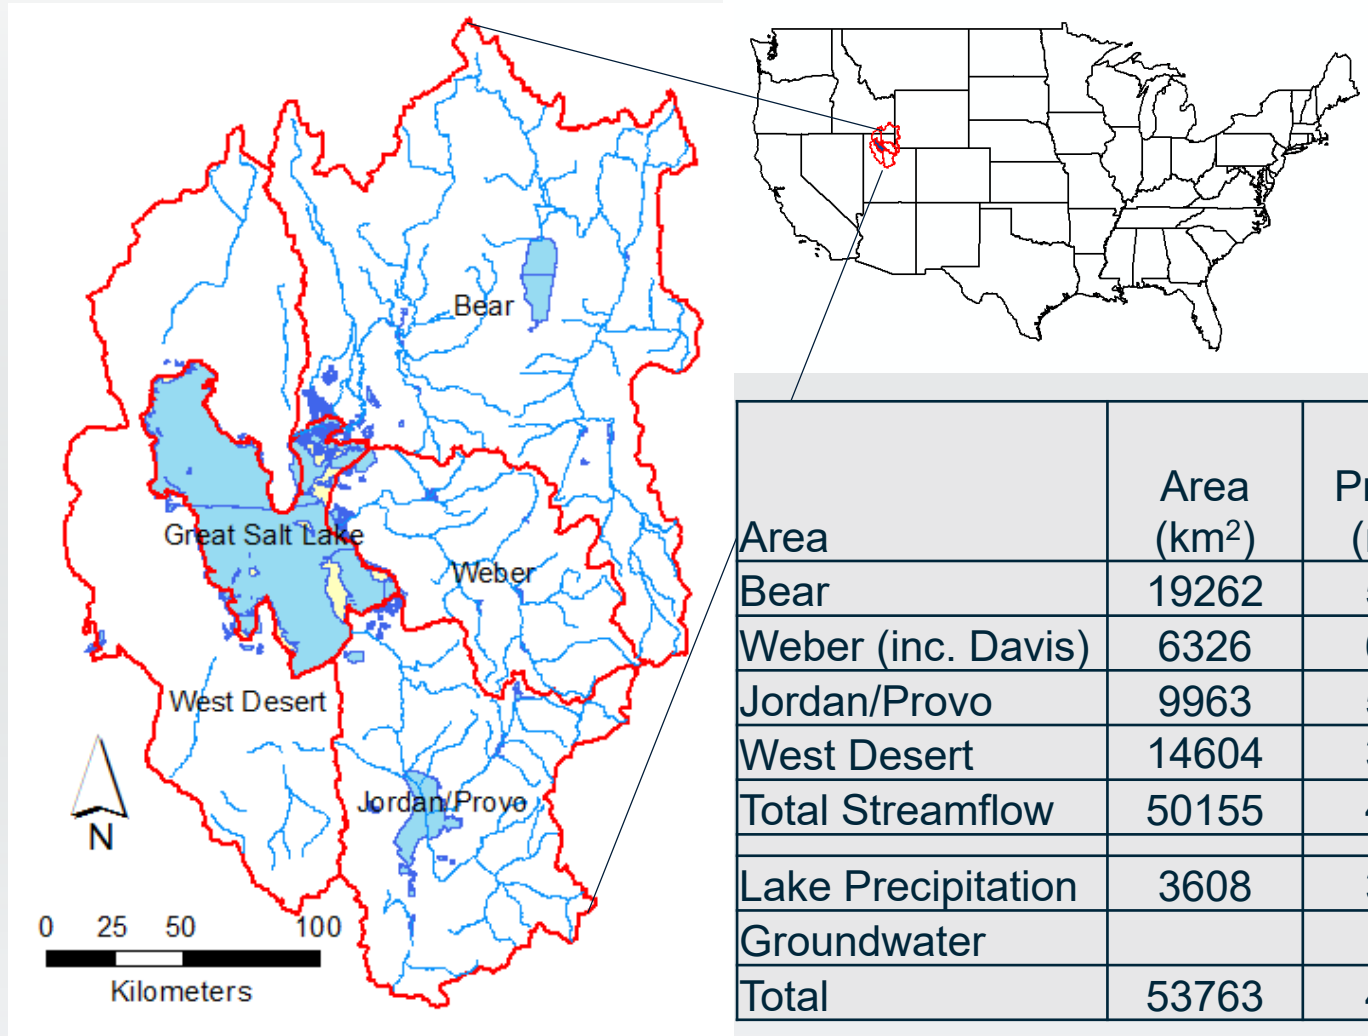 Bear
Great Salt Lake
Weber
West Desert
Jordan/Provo
N
0 25 50 100
Kilometers
Area
Area
(km²)
Bear 19262
Weber (inc. Davis) 6326
Jordan/Provo 9963
West Desert 14604
Total Streamflow 50155
Lake Precipitation 3608
Groundwater
Total 53763